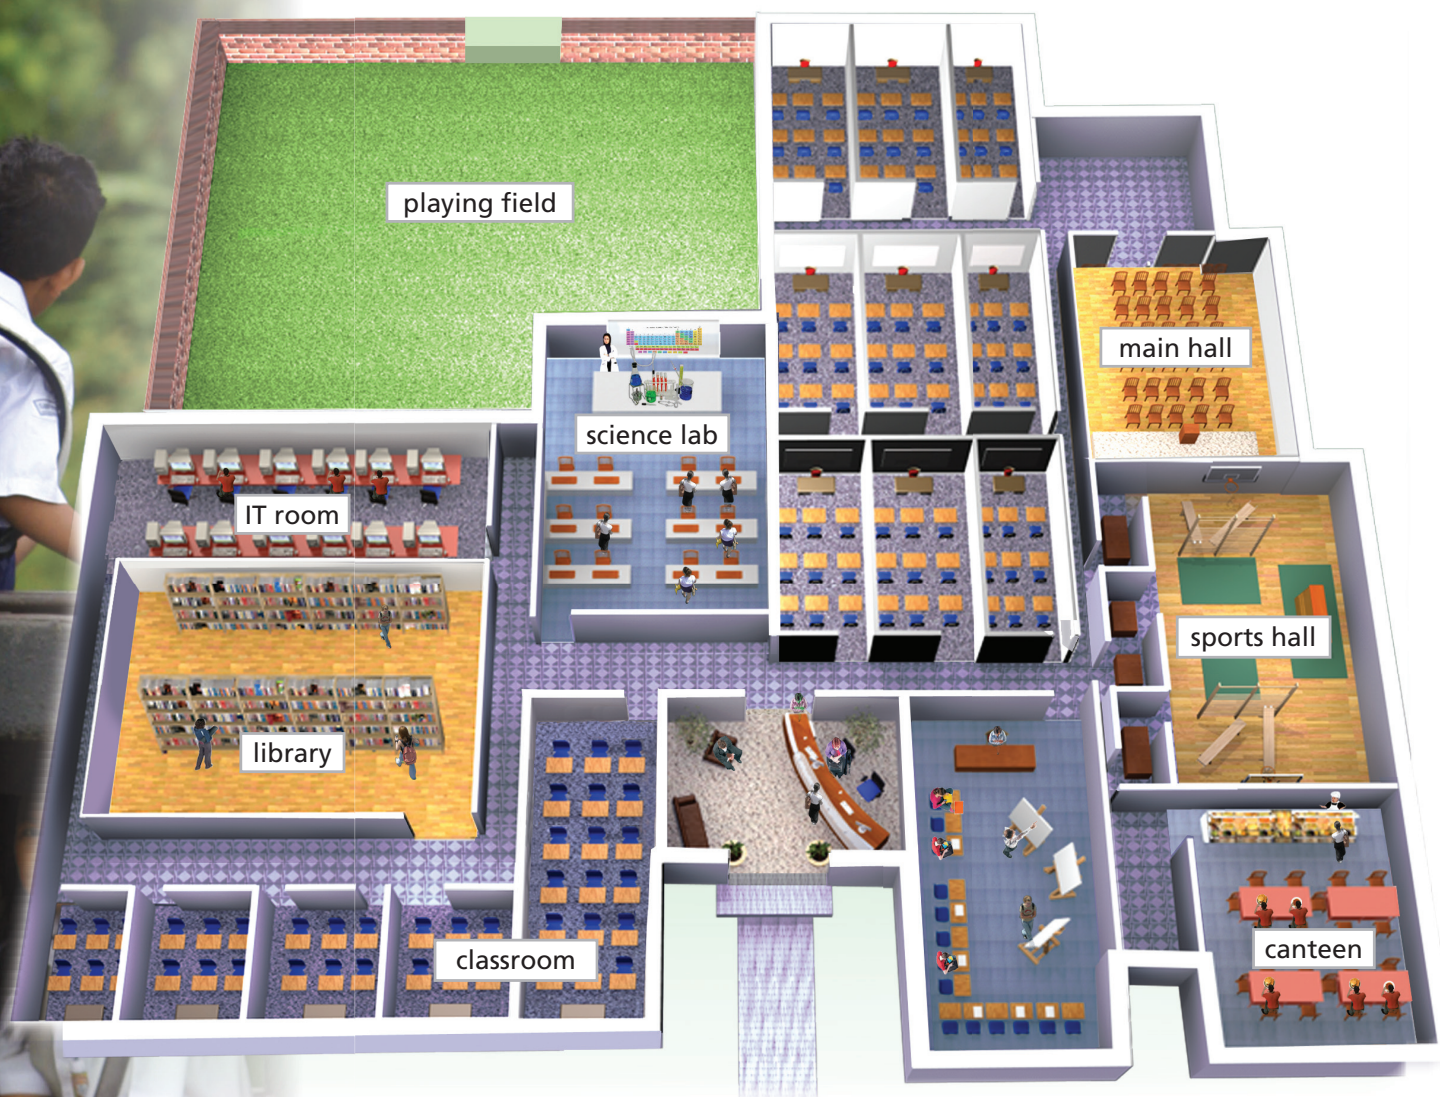 playing field
main hall
science lab
IT room
sports hall
library
canteen
classroom